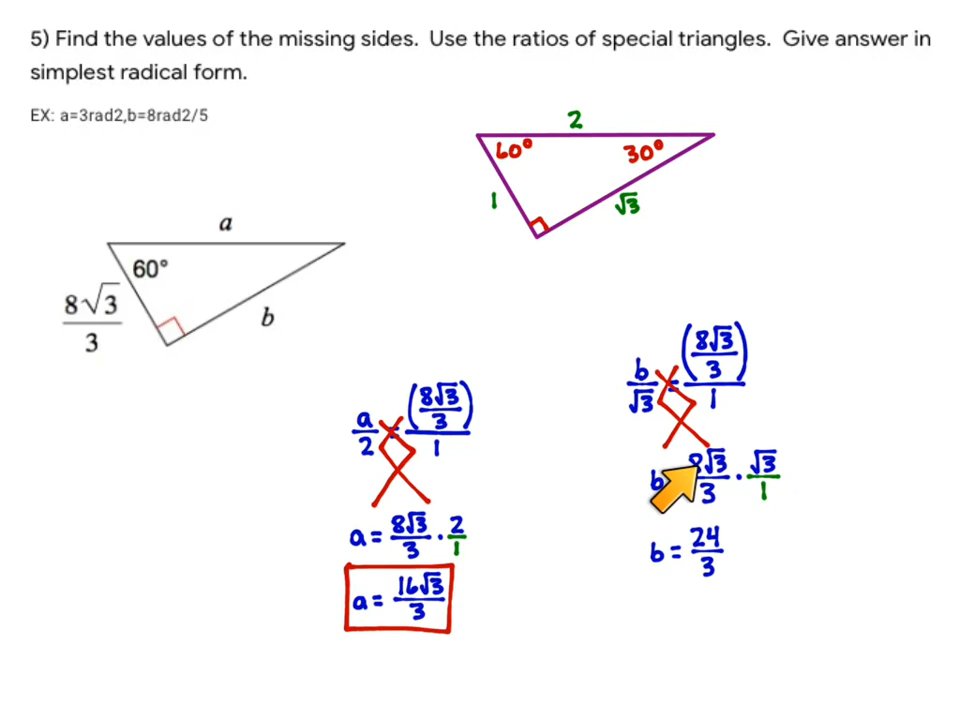 5) Find the values of the missing sides. Use the ratios of special triangles. Give answer in
simplest radical form.
EX: a=3rad2,b=8rad2/5
2
60°
30°
1
√3
a
60°
8√3/3
b
a/2 = (8√3/3)/1
a = 8√3/3 · 2/1
a = 16√3/3
b/√3 = (8√3/3)/1
b 8√3/3 · √3/1
b = 24/3